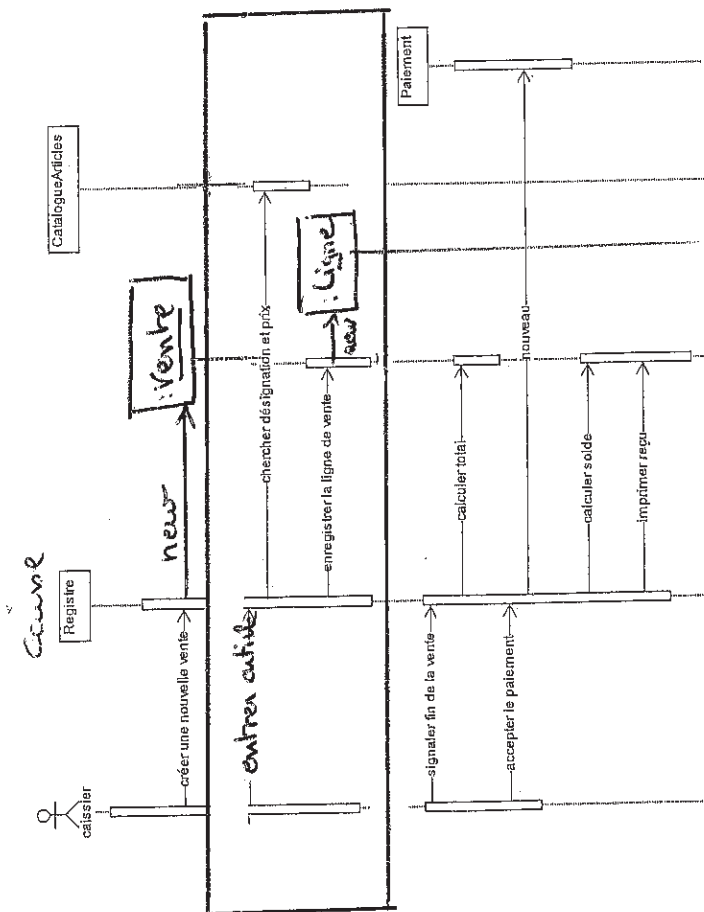 Caisse
caissier
Registre
CatalogueArticles
créer une nouvelle vente
new
:Vente
entrer article
chercher désignation et prix
enregistrer la ligne de vente
new
:Ligne
signaler fin de la vente
calculer total
Paiement
accepter le paiement
nouveau
calculer solde
imprimer reçu